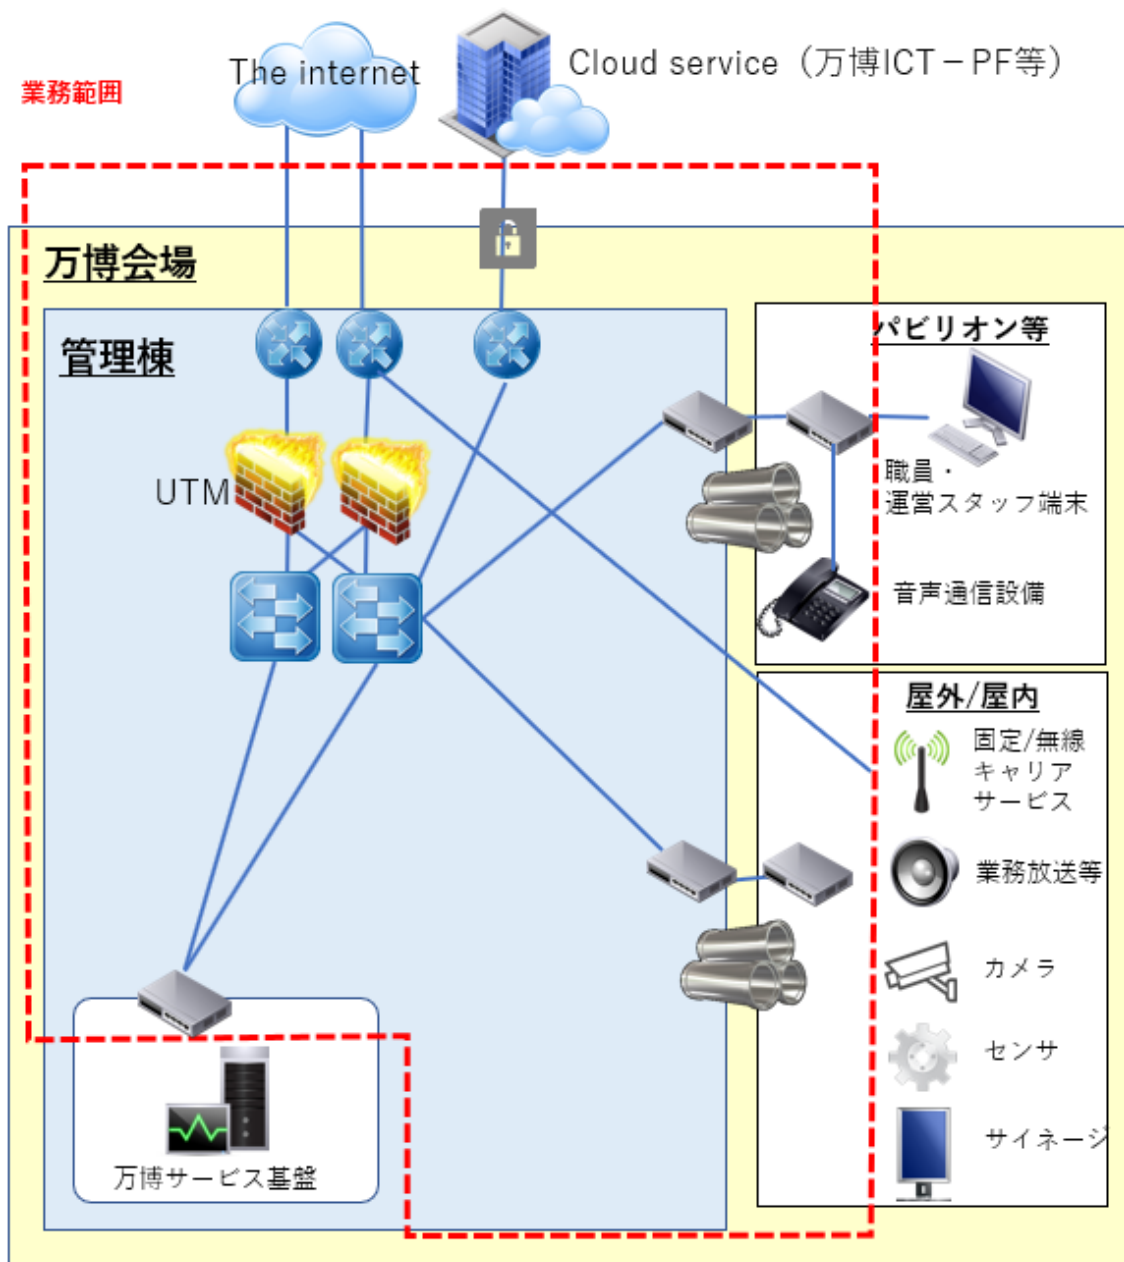 The internet
Cloud service（万博ICT－PF等）
業務範囲
万博会場
管理棟
パビリオン等
UTM
職員・
運営スタッフ端末
音声通信設備
屋外/屋内
固定/無線
キャリア
サービス
業務放送等
カメラ
センサ
サイネージ
万博サービス基盤